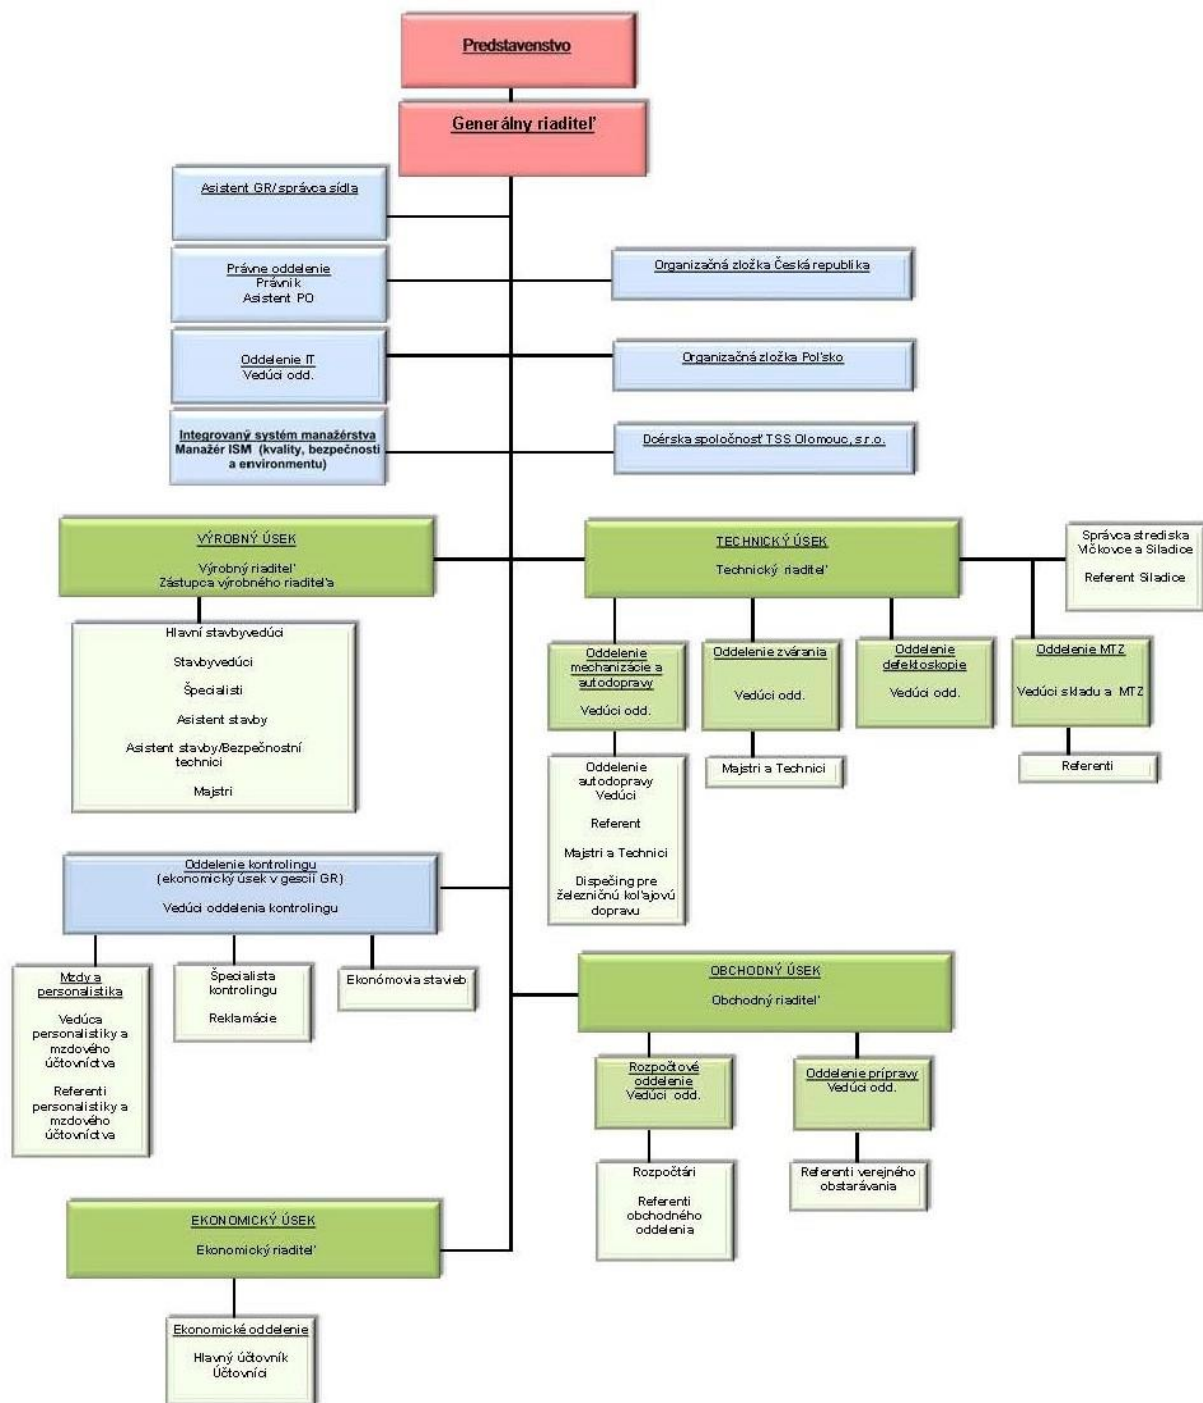 Predstavenstvo
Generálny riaditeľ
Asistent GR/správca sídla
Právne oddelenie
Právnik
Asistent PO
Organizačná zložka Česká republika
Oddelenie IT
Vedúci odd.
Organizačná zložka Poľsko
Integrovaný systém manažérstva
Manažér ISM (kvality, bezpečnosti
a environmentu)
Dcérska spoločnosť TSS Olomouc, s.r.o.
VÝROBNÝ ÚSEK
Výrobný riaditeľ
Zástupca výrobného riaditeľa
TECHNICKÝ ÚSEK
Technický riaditeľ
Správca strediska
Vlčkovce a Siladice
Referent Siladice
Hlavní stavbyvedúci
Stavbyvedúci
Špecialisti
Asistent stavby
Asistent stavby/Bezpečnostní
technici
Majstri
Oddelenie
mechanizácie a
autodopravy
Vedúci odd.
Oddelenie zvárania
Vedúci odd.
Oddelenie
defektoskopie
Vedúci odd.
Oddelenie MTZ
Vedúci skladu a MTZ
Oddelenie
autodopravy
Vedúci
Referent
Majstri a Technici
Dispečing pre
železničnú koľajovú
dopravu
Majstri a Technici
Referenti
Oddelenie kontrolingu
(ekonomický úsek v gescii GR)
Vedúci oddelenia kontrolingu
Mzdy a
personalistika
Vedúca
personalistiky a
mzdového
účtovníctva
Referenti
personalistiky a
mzdového
účtovníctva
Špecialista
kontrolingu
Reklamácie
Ekonómovia stavieb
OBCHODNÝ ÚSEK
Obchodný riaditeľ
Rozpočtové
oddelenie
Vedúci odd.
Oddelenie prípravy
Vedúci odd.
Rozpočtári
Referenti
obchodného
oddelenia
Referenti verejného
obstarávania
EKONOMICKÝ ÚSEK
Ekonomický riaditeľ
Ekonomické oddelenie
Hlavný účtovník
Účtovníci